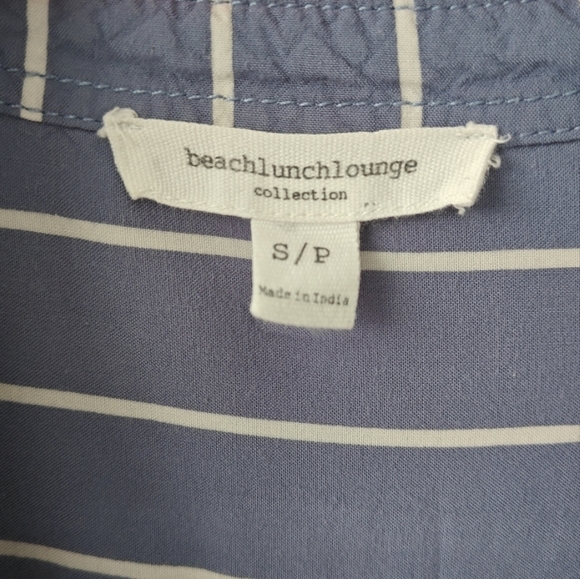 beachlunchlounge
collection
S/P
Made in India